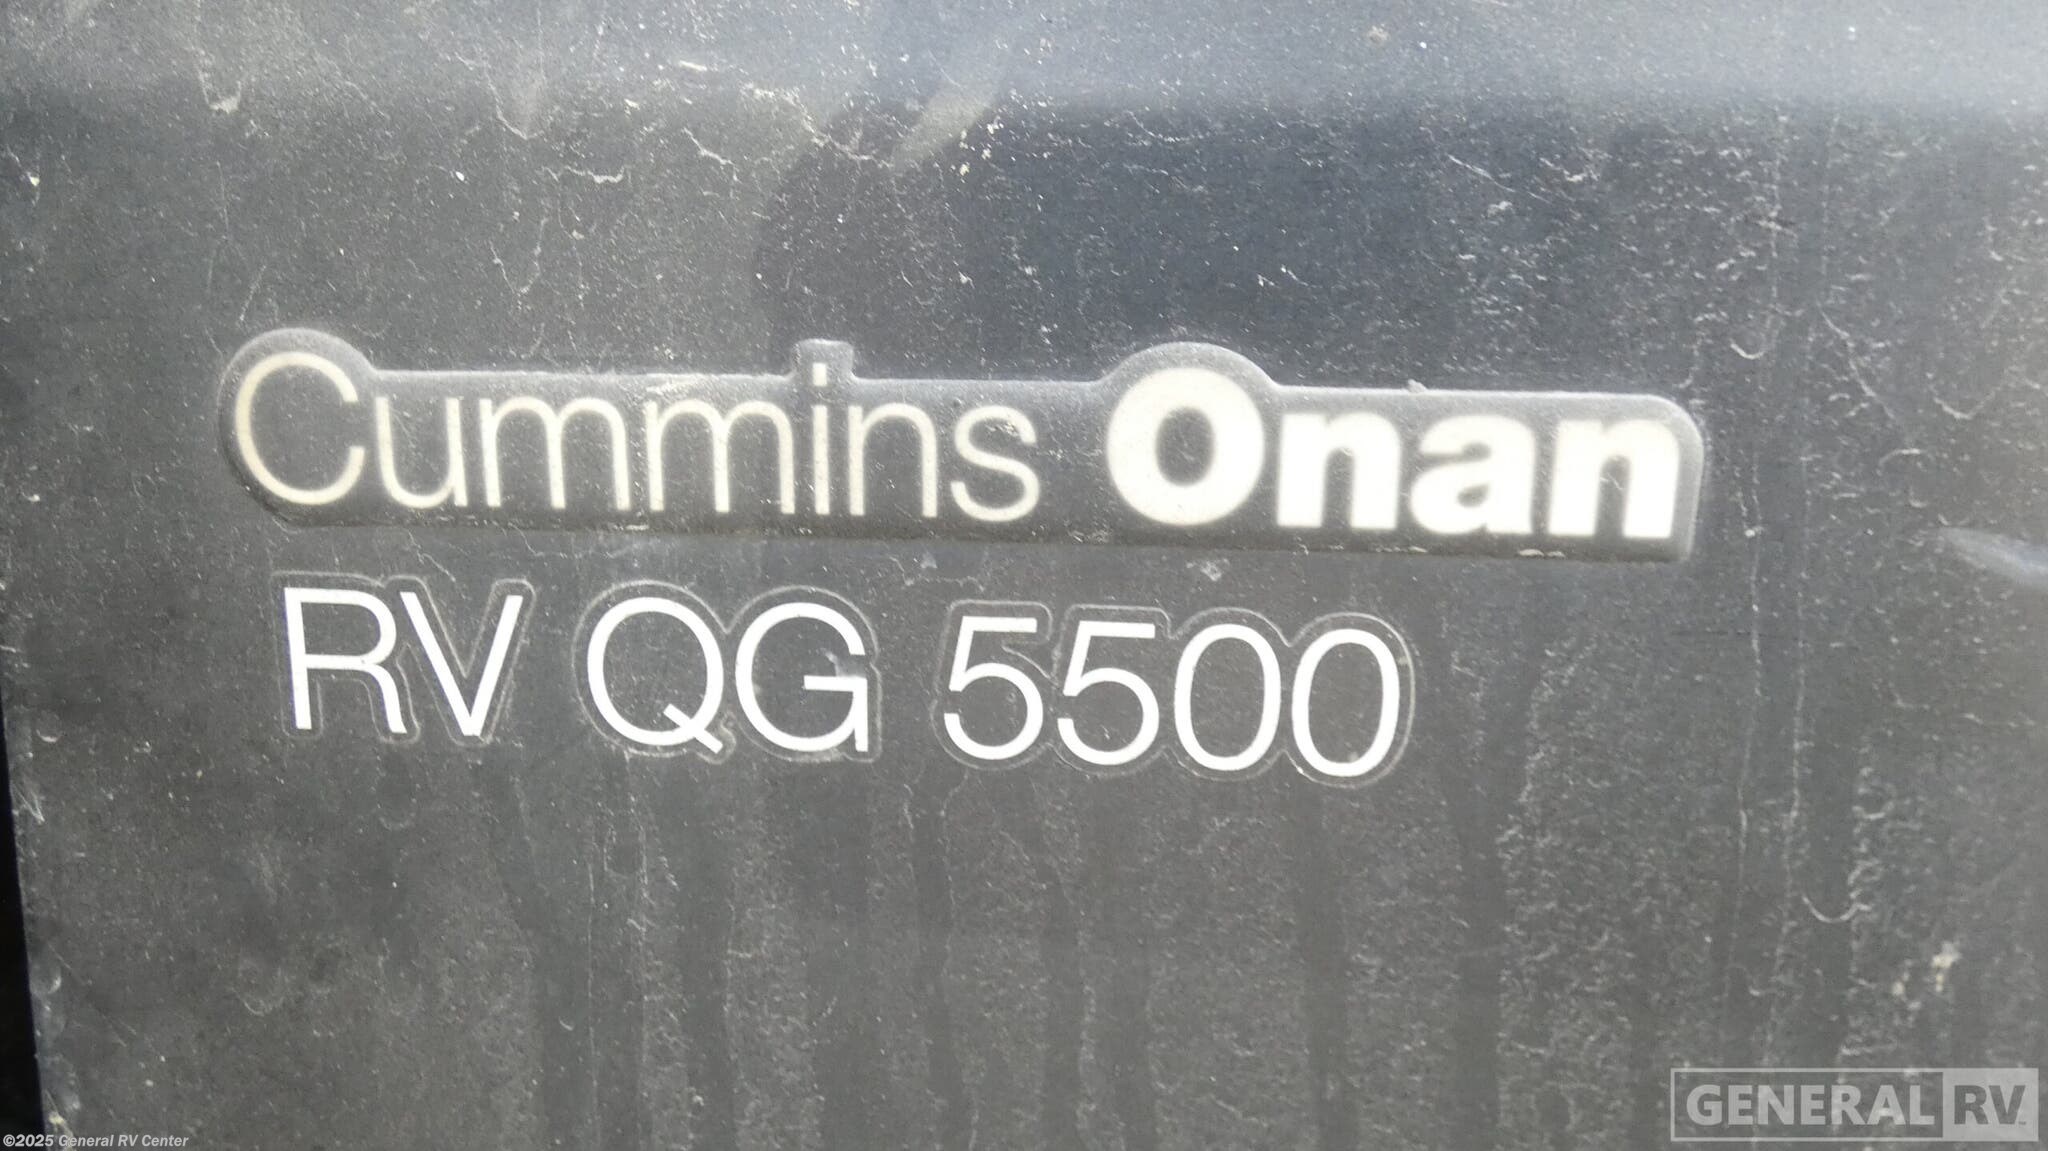 Cummins Onan
RV QG 5500
GENERAL RV
©2025 General RV Center